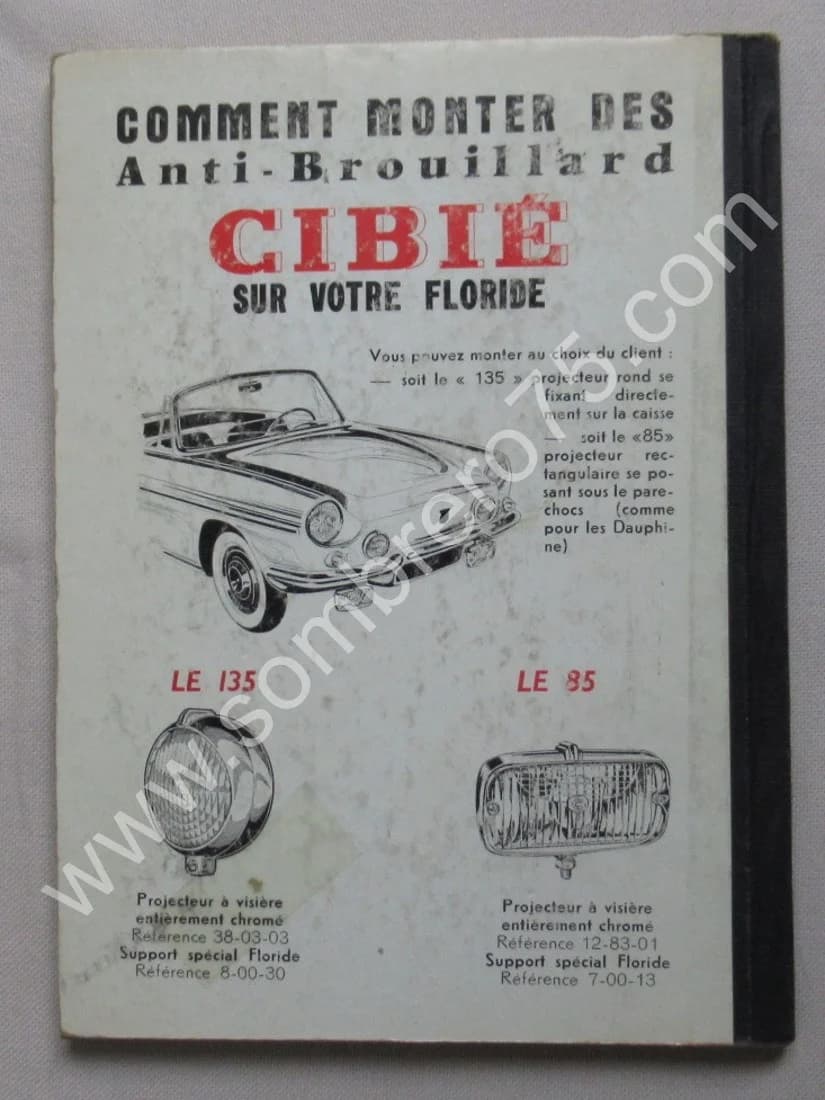 COMMENT MONTER DES
Anti-Brouillard
CIBIÉ
SUR VOTRE FLORIDE
Vous pouvez monter au choix du client :
— soit le « 135 » projecteur rond se
fixant directe-
ment sur la caisse
— soit le «85»
projecteur rec-
tangulaire se po-
sant sous le pare-
chocs (comme
pour les Dauphi-
ne)
LE 135
LE 85
Projecteur à visière
entièrement chromé
Référence 38-03-03
Support spécial Floride
Référence 8-00-30
Projecteur à visière
entièrement chromé
Référence 12-83-01
Support spécial Floride
Référence 7-00-13
www.sombrero75.com